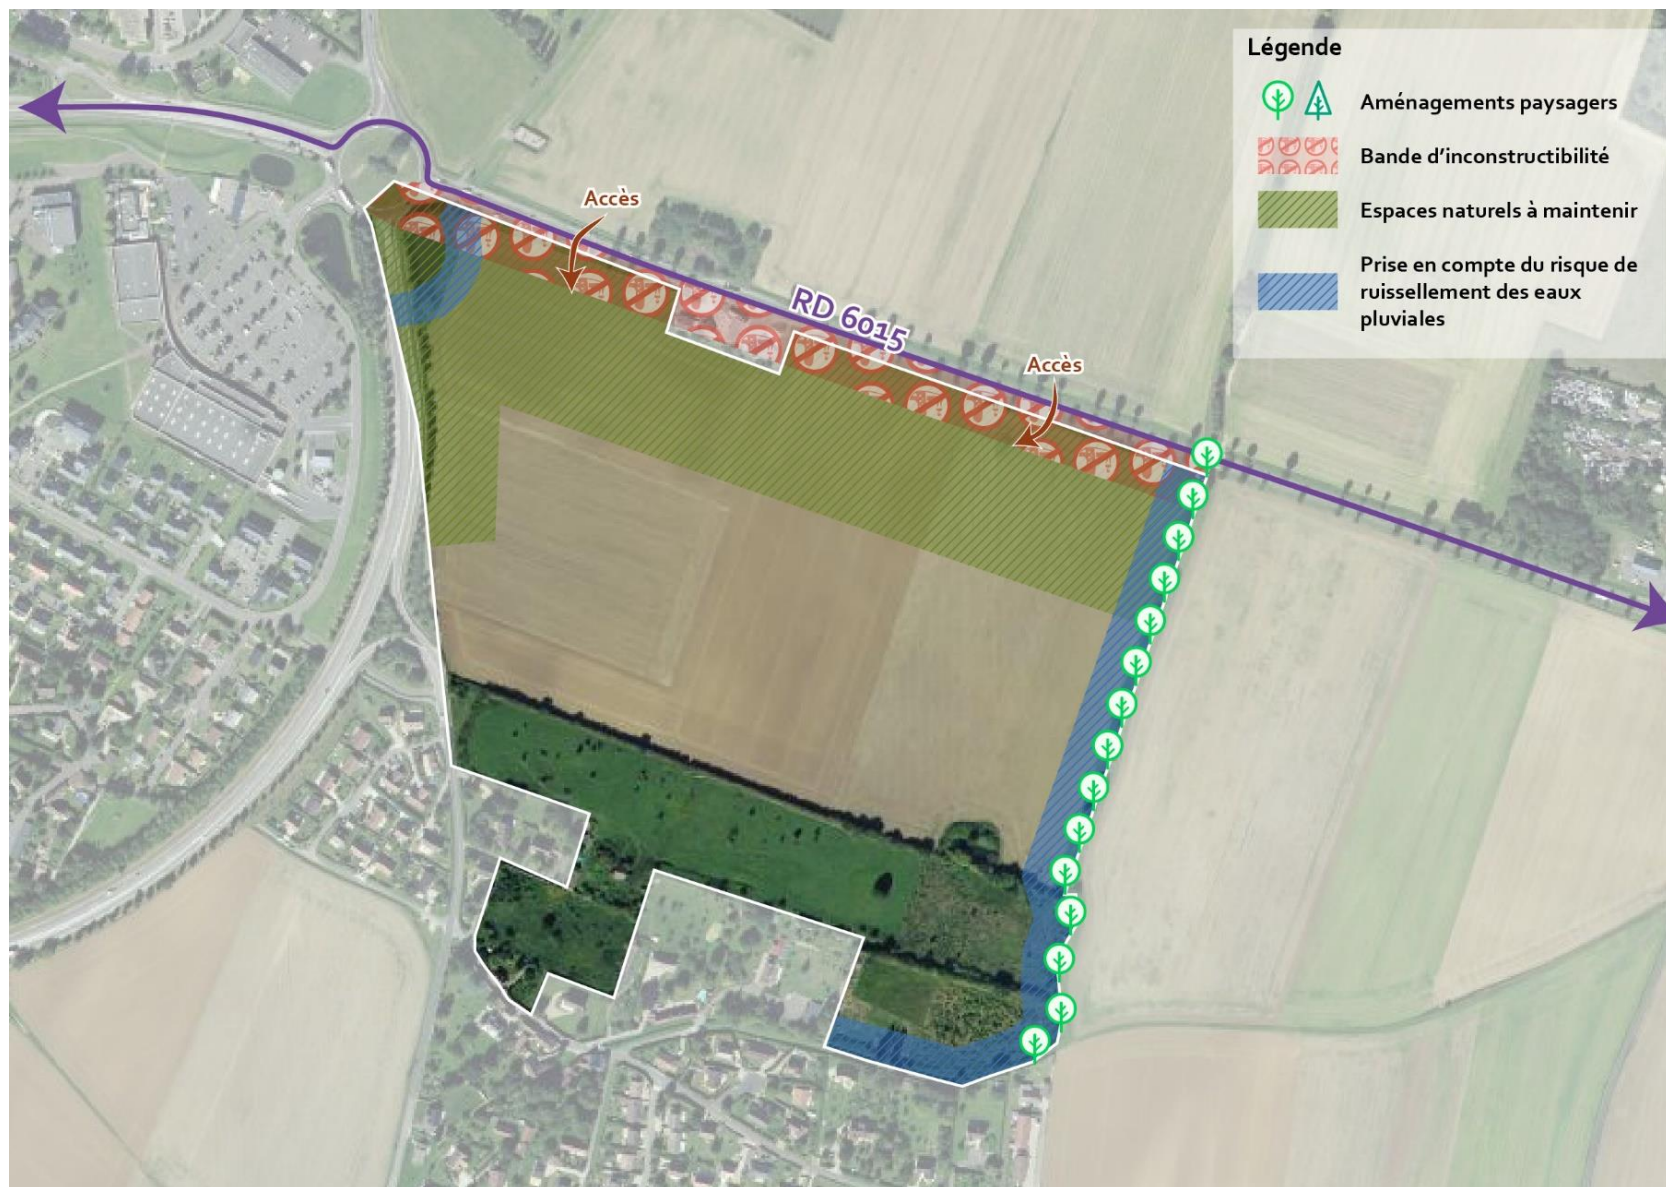 Légende
Aménagements paysagers
Bande d'inconstructibilité
Espaces naturels à maintenir
Prise en compte du risque de
ruissellement des eaux
pluviales
Accès
RD 6015
Accès